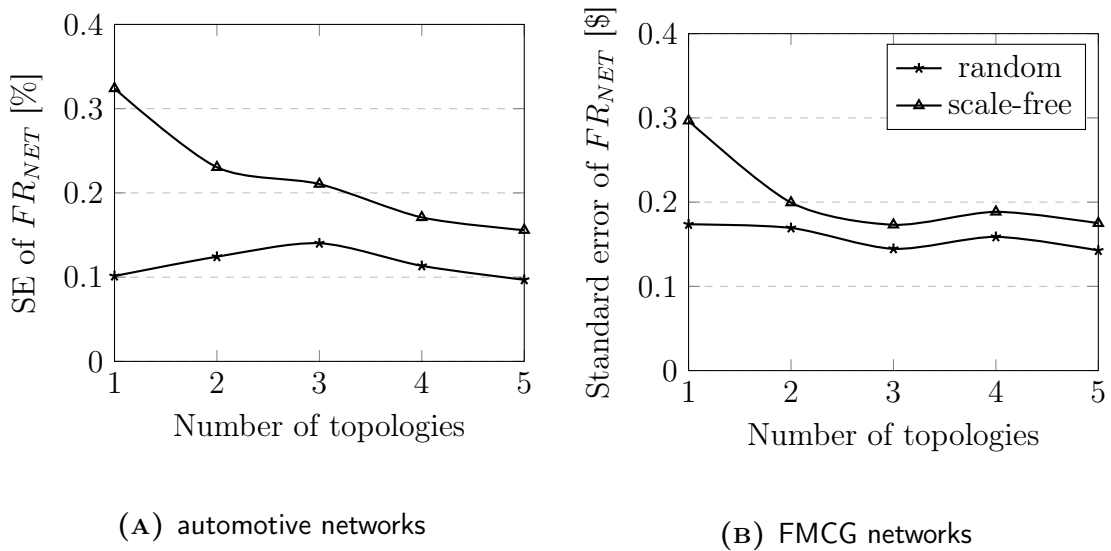 0.4
0.3
0.2
0.1
0
1 2 3 4 5
SE of FR_NET [%]
Number of topologies
(A) automotive networks
0.4
0.3
0.2
0.1
0
1 2 3 4 5
Standard error of FR_NET [$]
Number of topologies
random
scale-free
(B) FMCG networks